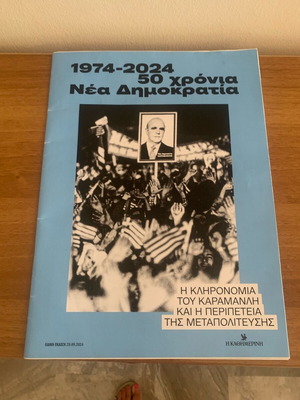 1974-2024
50 χρόνια
Νέα Δημοκρατία
Η ΚΛΗΡΟΝΟΜΙΑ
ΤΟΥ ΚΑΡΑΜΑΝΛΗ
ΚΑΙ Η ΠΕΡΙΠΕΤΕΙΑ
ΤΗΣ ΜΕΤΑΠΟΛΙΤΕΥΣΗΣ
Η ΚΑΘΗΜΕΡΙΝΗ